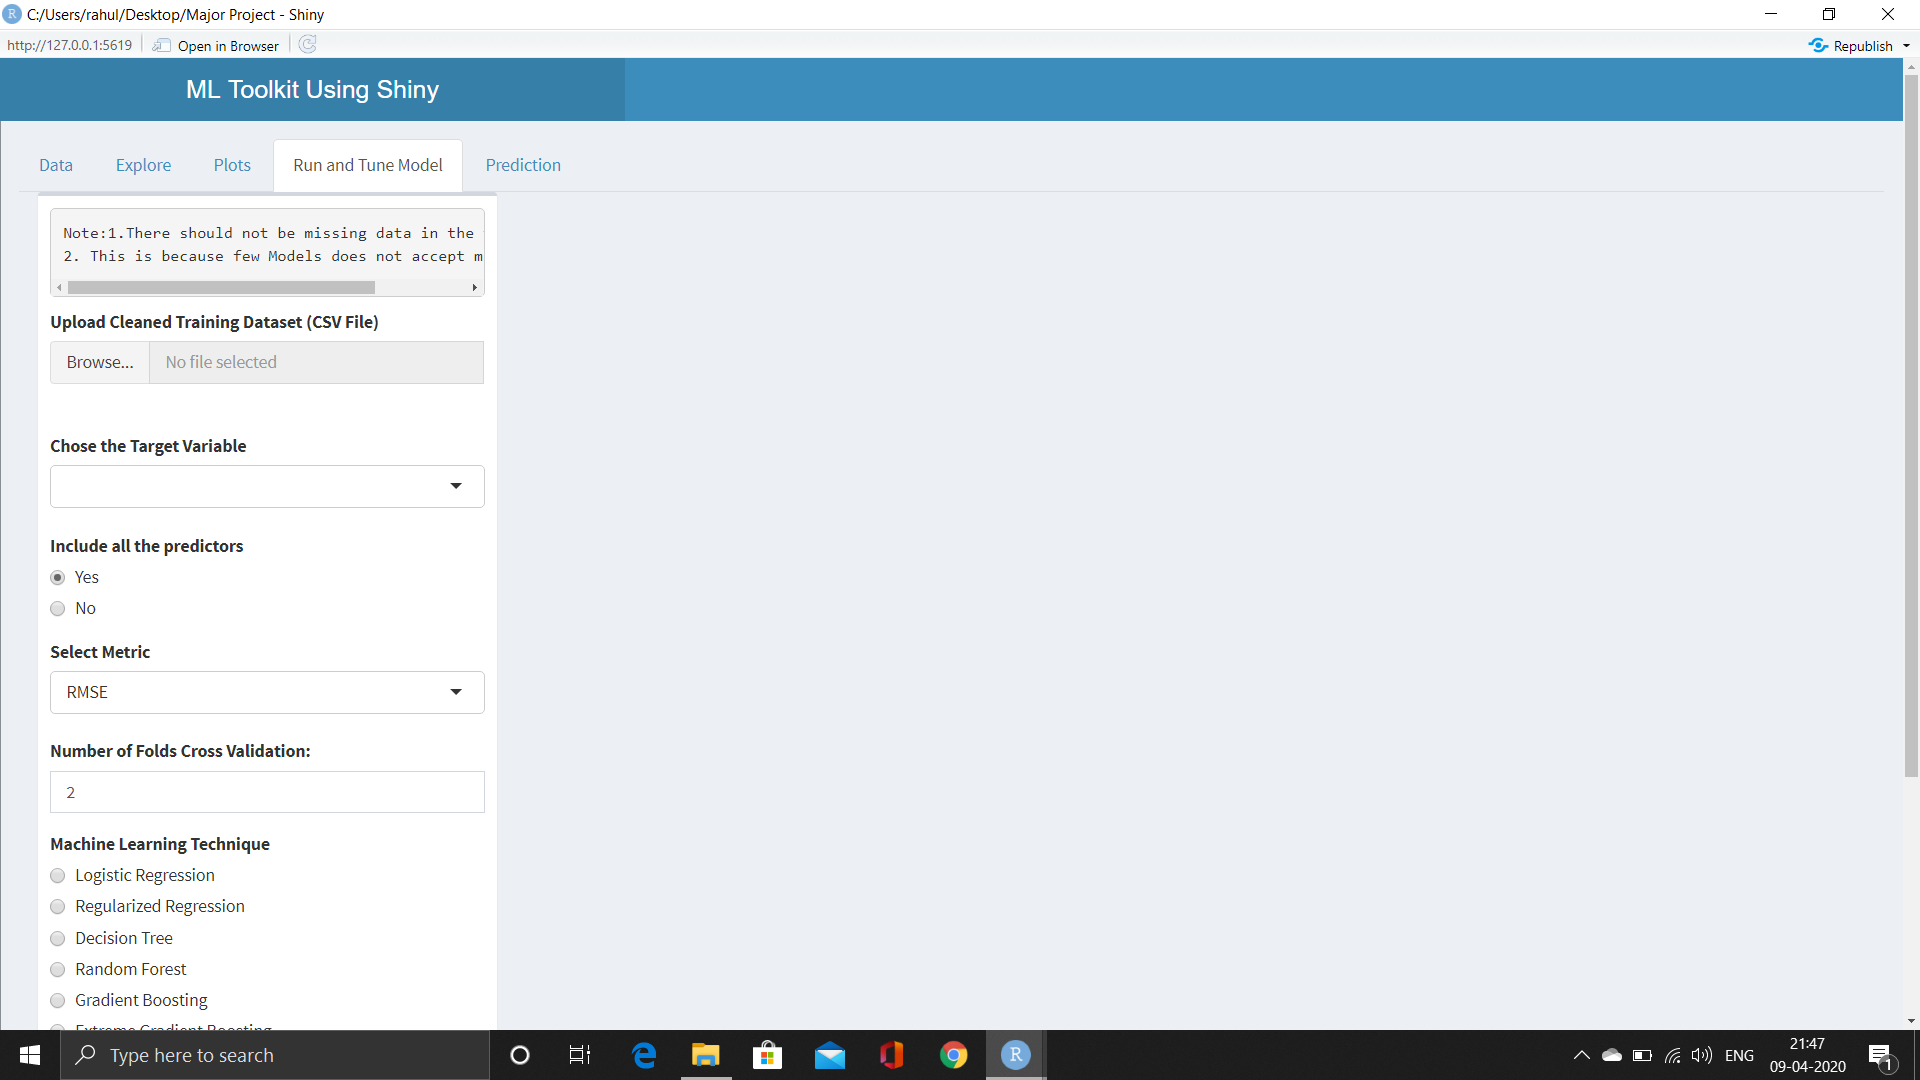 C:/Users/rahul/Desktop/Major Project - Shiny
http://127.0.0.1:5619 Open in Browser Republish
ML Toolkit Using Shiny
Data Explore Plots Run and Tune Model Prediction
Note:1.There should not be missing data in the
2. This is because few Models does not accept m
Upload Cleaned Training Dataset (CSV File)
Browse... No file selected
Chose the Target Variable
Include all the predictors
Yes
No
Select Metric
RMSE
Number of Folds Cross Validation:
2
Machine Learning Technique
Logistic Regression
Regularized Regression
Decision Tree
Random Forest
Gradient Boosting
Extreme Gradient Boosting
Type here to search
ENG
21:47
09-04-2020
1